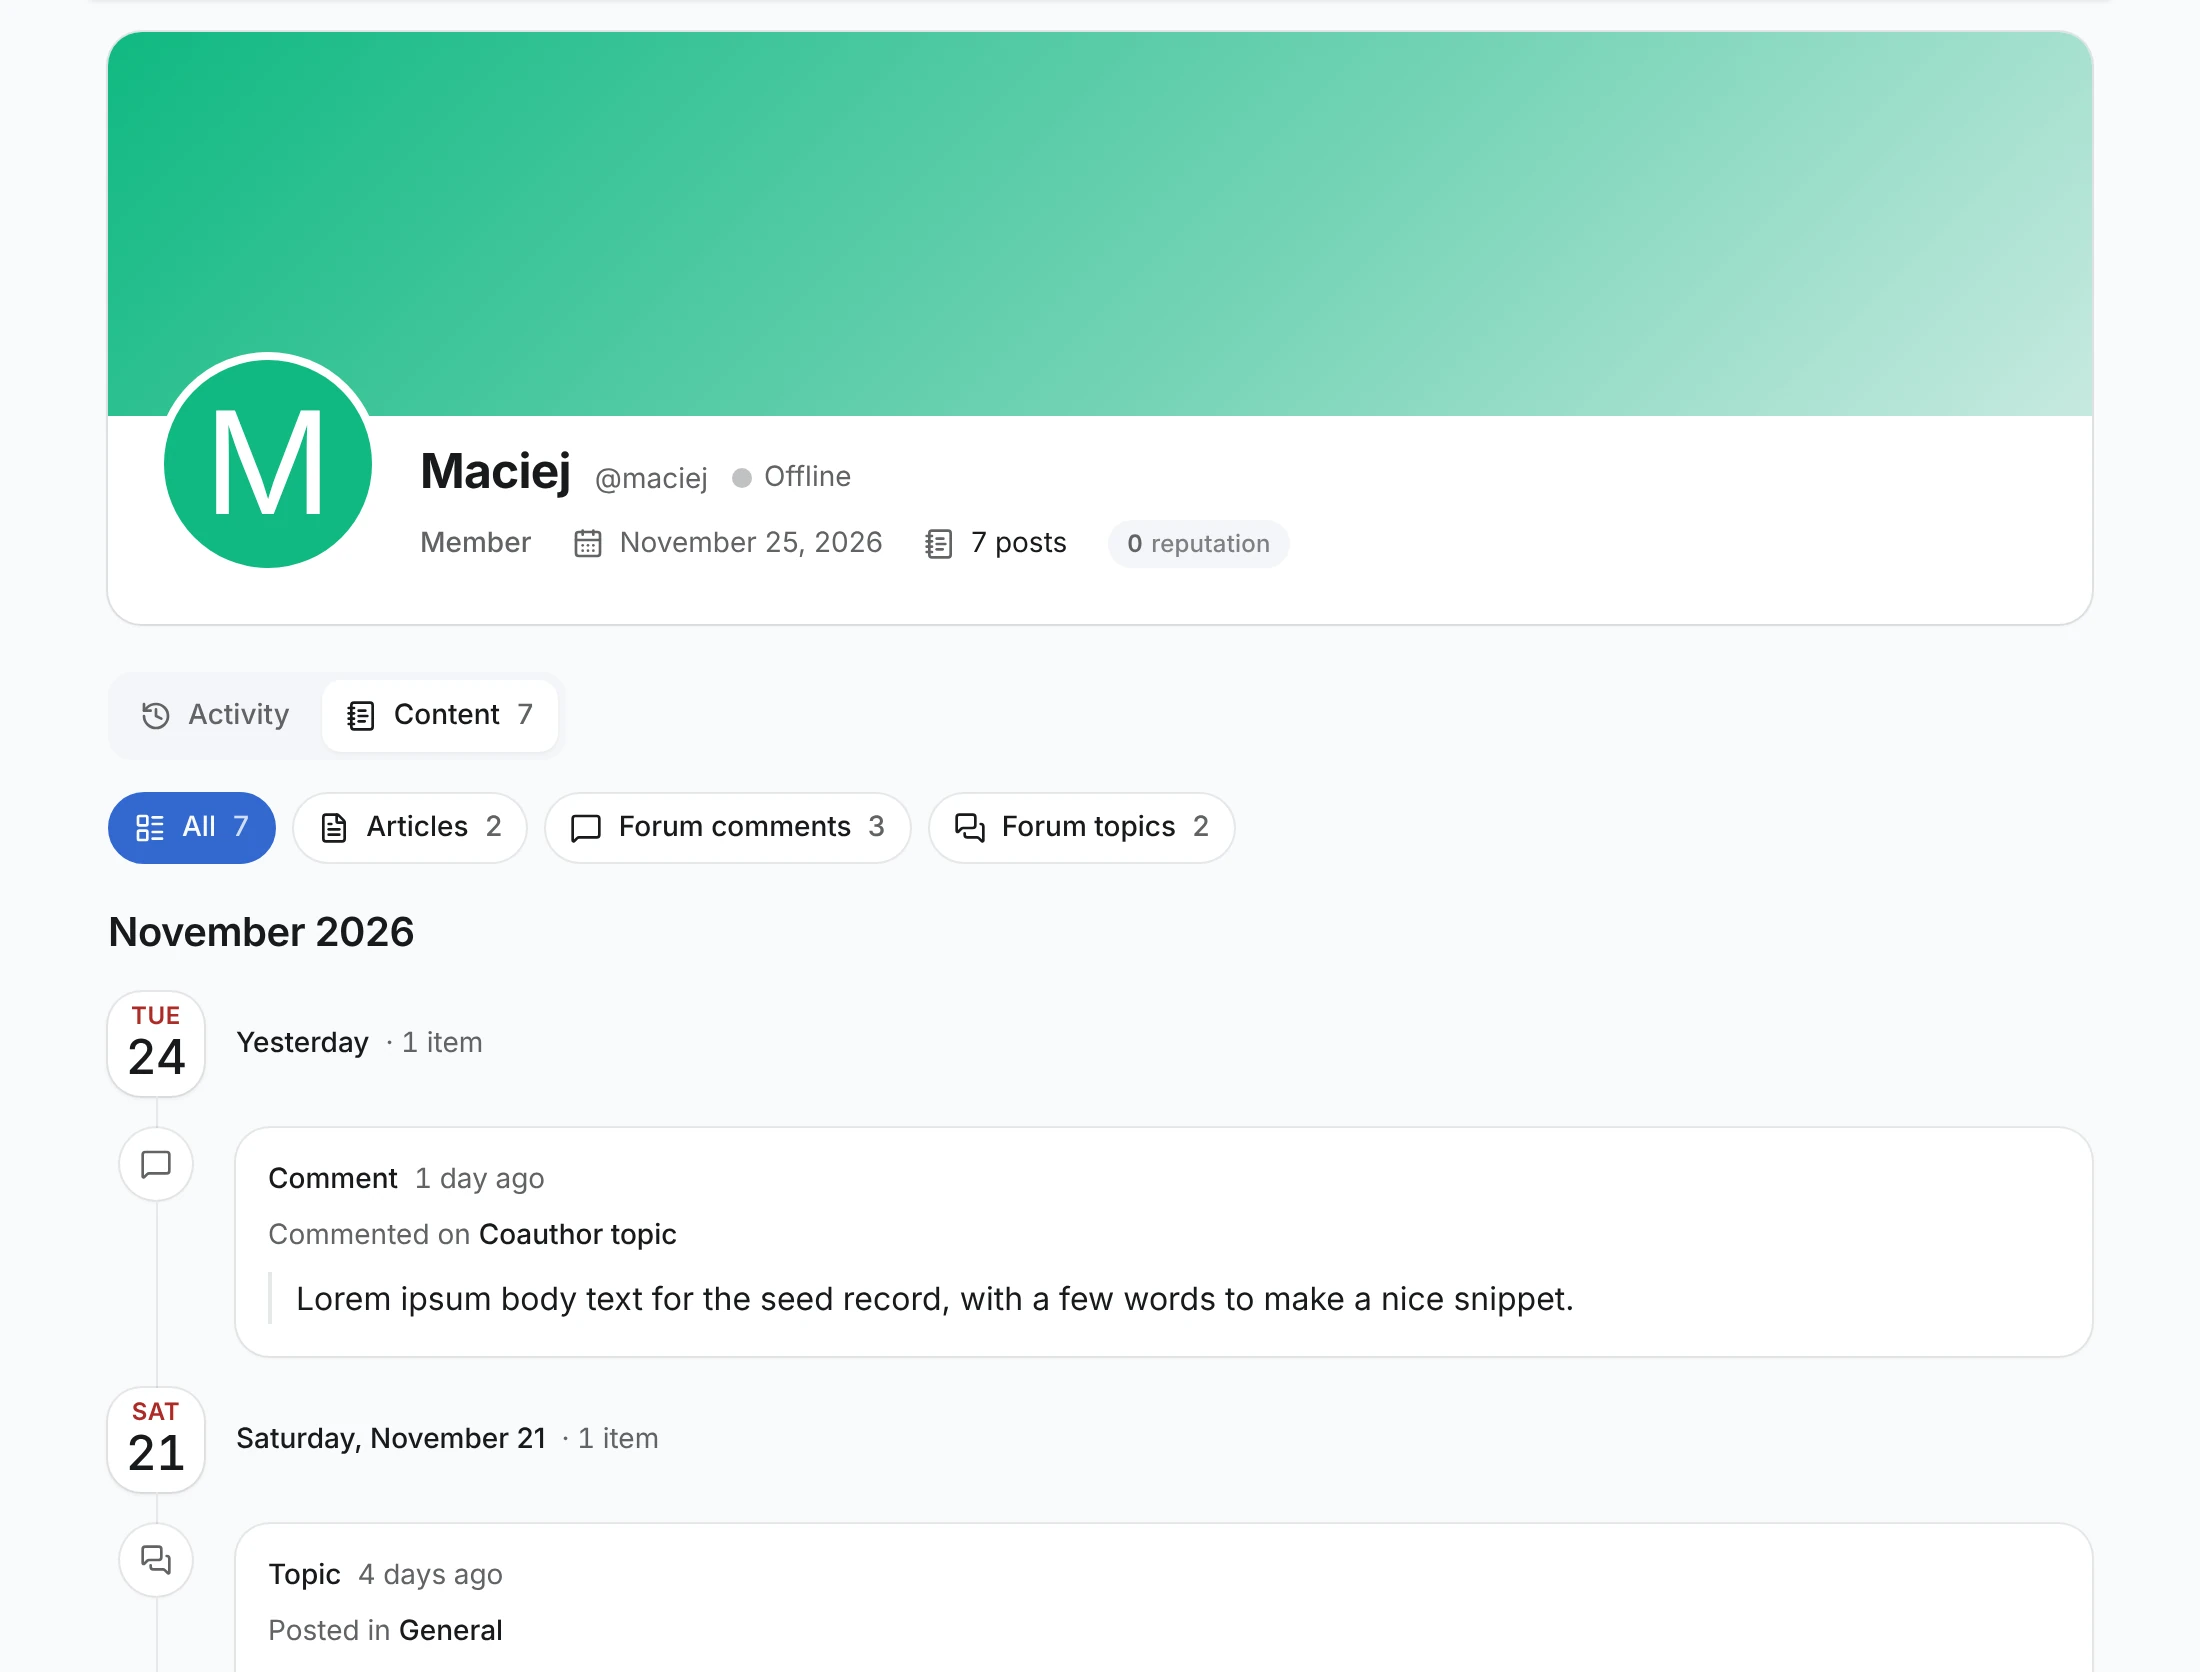 M
Maciej @maciej Offline
Member November 25, 2026 7 posts 0 reputation
Activity Content 7
All 7 Articles 2 Forum comments 3 Forum topics 2
November 2026
TUE
24
Yesterday · 1 item
Comment 1 day ago
Commented on Coauthor topic
Lorem ipsum body text for the seed record, with a few words to make a nice snippet.
SAT
21
Saturday, November 21 · 1 item
Topic 4 days ago
Posted in General